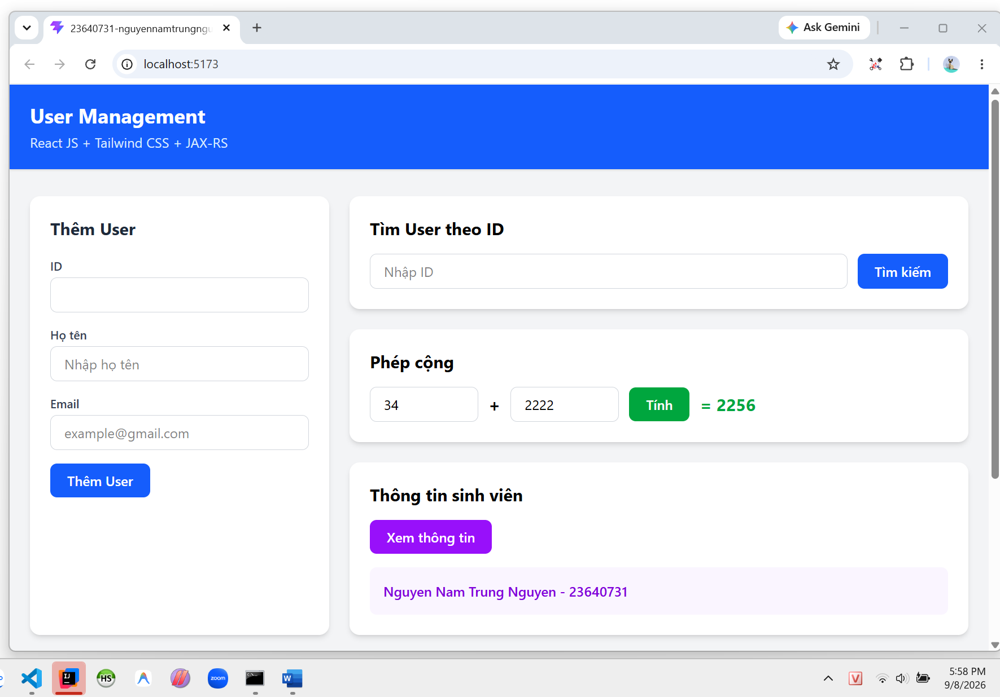 23640731-nguyennamtrungngu
Ask Gemini
localhost:5173
User Management
React JS + Tailwind CSS + JAX-RS
Thêm User
ID
Họ tên
Nhập họ tên
Email
example@gmail.com
Thêm User
Tìm User theo ID
Nhập ID
Tìm kiếm
Phép cộng
34 + 2222 Tính = 2256
Thông tin sinh viên
Xem thông tin
Nguyen Nam Trung Nguyen - 23640731
IJ
HS
zoom
C:\_
W
V
5:58 PM
9/8/2026